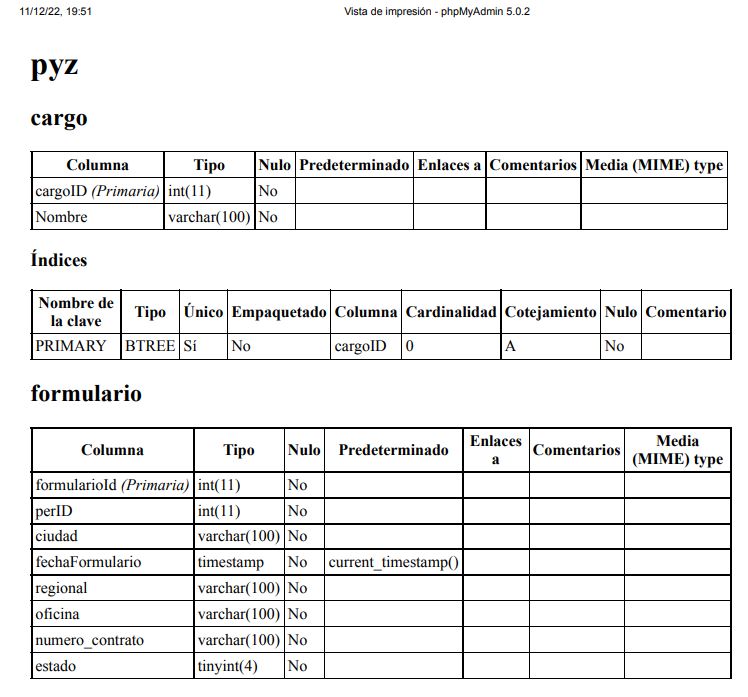 11/12/22, 19:51 Vista de impresión - phpMyAdmin 5.0.2
pyz
cargo
Columna Tipo Nulo Predeterminado Enlaces a Comentarios Media (MIME) type
cargoID (Primaria) int(11) No
Nombre varchar(100) No
Índices
Nombre de la clave Tipo Único Empaquetado Columna Cardinalidad Cotejamiento Nulo Comentario
PRIMARY BTREE Sí No cargoID 0 A No
formulario
Columna Tipo Nulo Predeterminado Enlaces a Comentarios Media (MIME) type
formularioId (Primaria) int(11) No
perID int(11) No
ciudad varchar(100) No
fechaFormulario timestamp No current_timestamp()
regional varchar(100) No
oficina varchar(100) No
numero_contrato varchar(100) No
estado tinyint(4) No